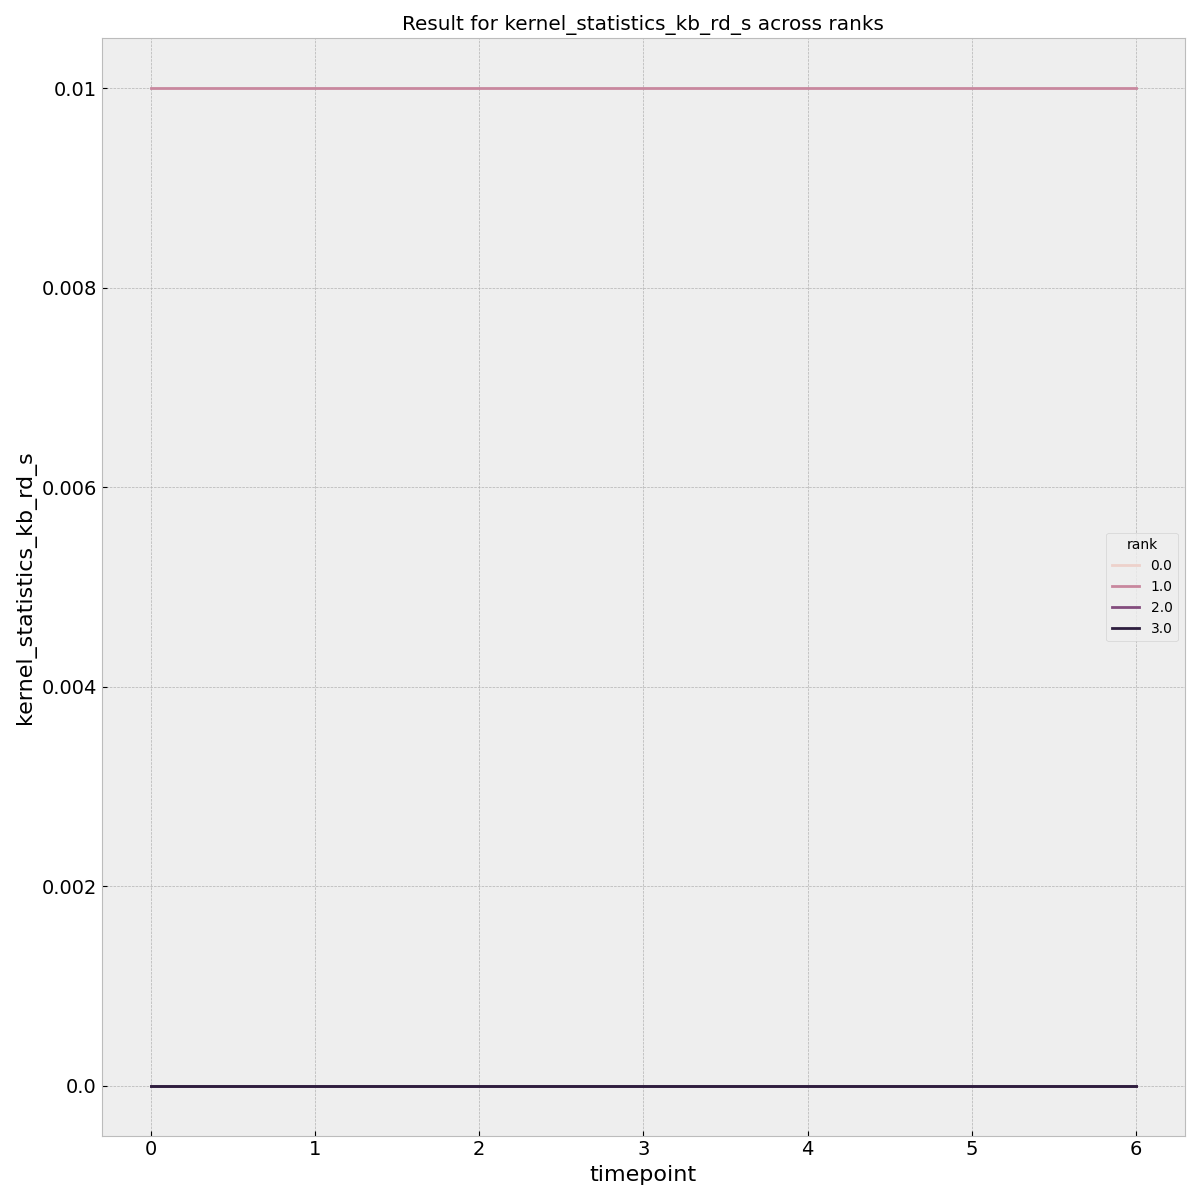 Result for kernel_statistics_kb_rd_s across ranks
kernel_statistics_kb_rd_s
0.01
0.008
0.006
0.004
0.002
0.0
rank
0.0
1.0
2.0
3.0
0 1 2 3 4 5 6
timepoint